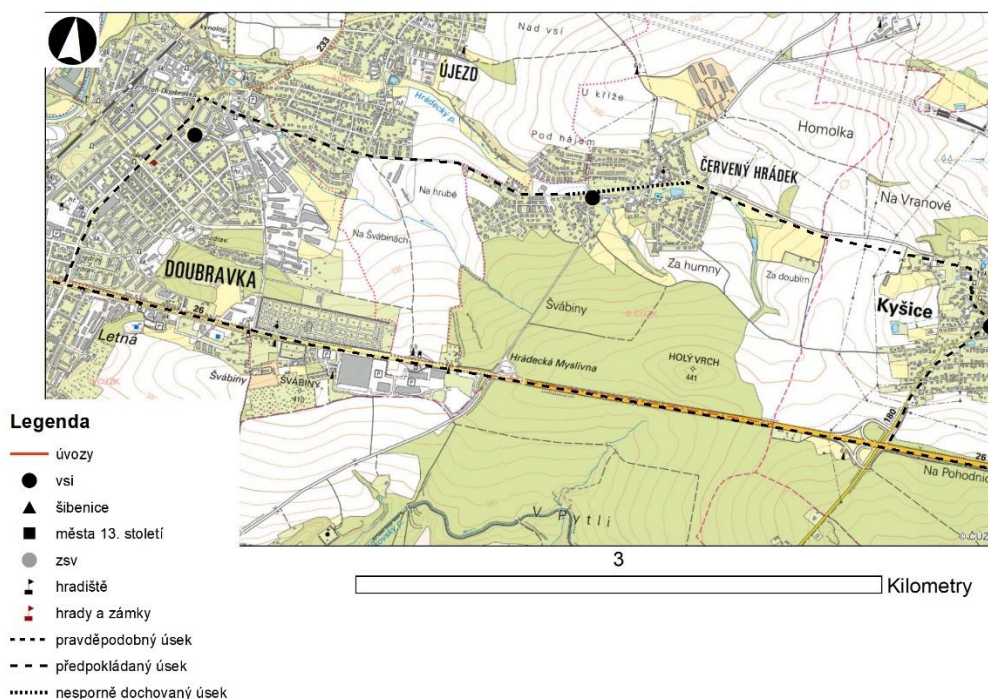 Nad vsí
ÚJEZD
233
Hrádecký p.
U kříže
Pod hájem
Homolka
ČERVENÝ HRÁDEK
Na Vranové
Na hrubé
Na Švábinách
Za humny
Za doubím
DOUBRAVKA
26
Letná
Švábiny
Kyšice
Hrádecká Myslivna
HOLÝ VRCH
441
Švábiny
ŠVÁBINY
410
180
26
Na Pohodnici
V Pytli
© ČÚZK
3
Kilometry
Legenda
úvozy
vsi
šibenice
města 13. století
zsv
hradiště
hrady a zámky
pravděpodobný úsek
předpokládaný úsek
nesporně dochovaný úsek